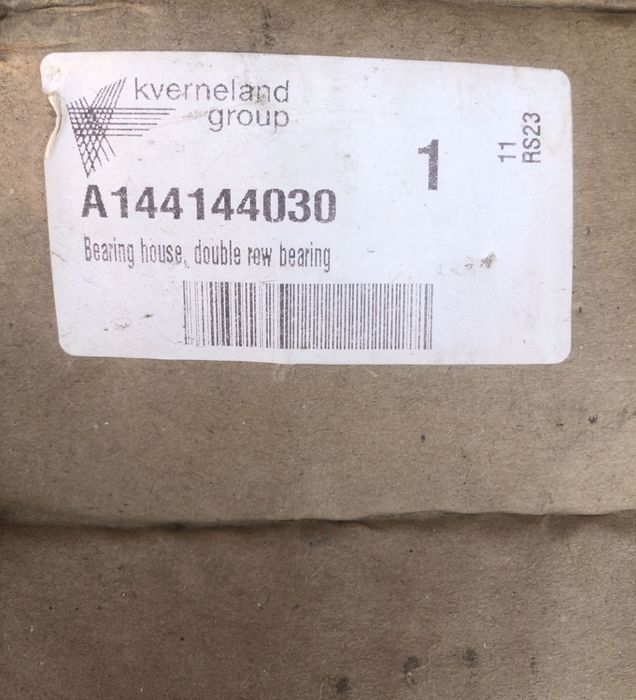 kverneland
group
A144144030
1
11
RS23
Bearing house, double row bearing